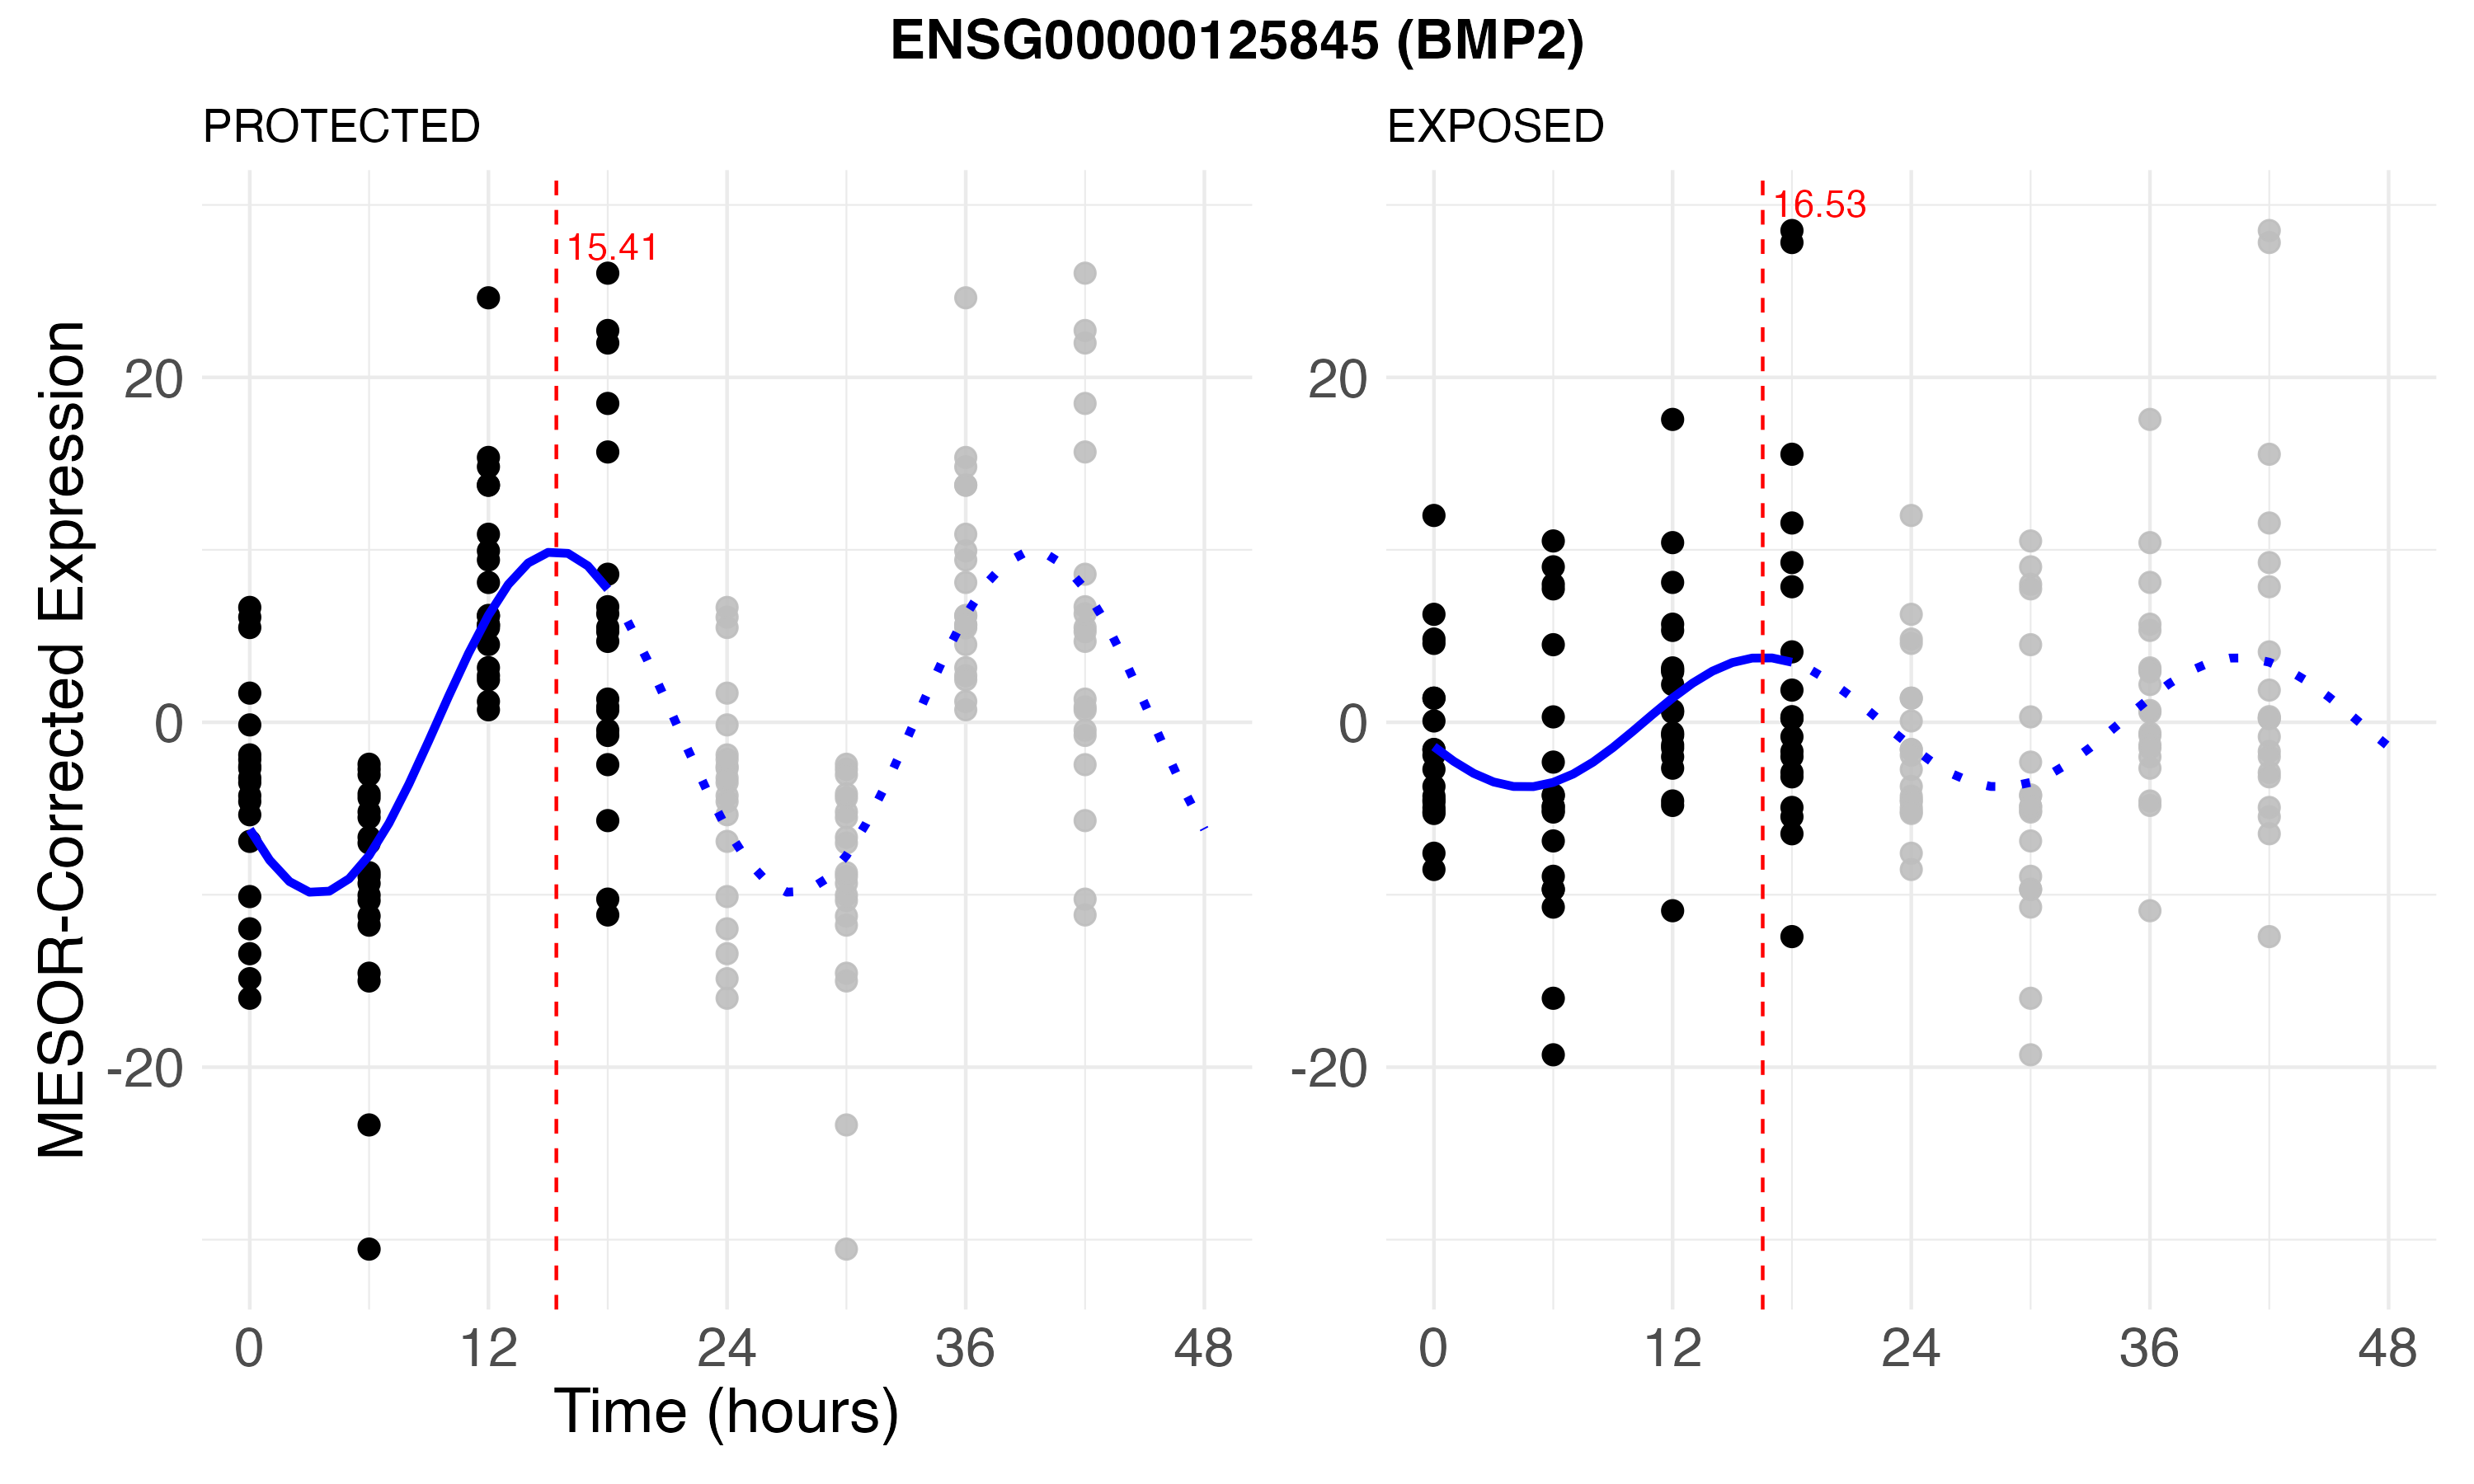 ENSG00000125845 (BMP2)
PROTECTED
EXPOSED
MESOR-Corrected Expression
15.41
16.53
20
0
-20
20
0
-20
0 12 24 36 48
0 12 24 36 48
Time (hours)